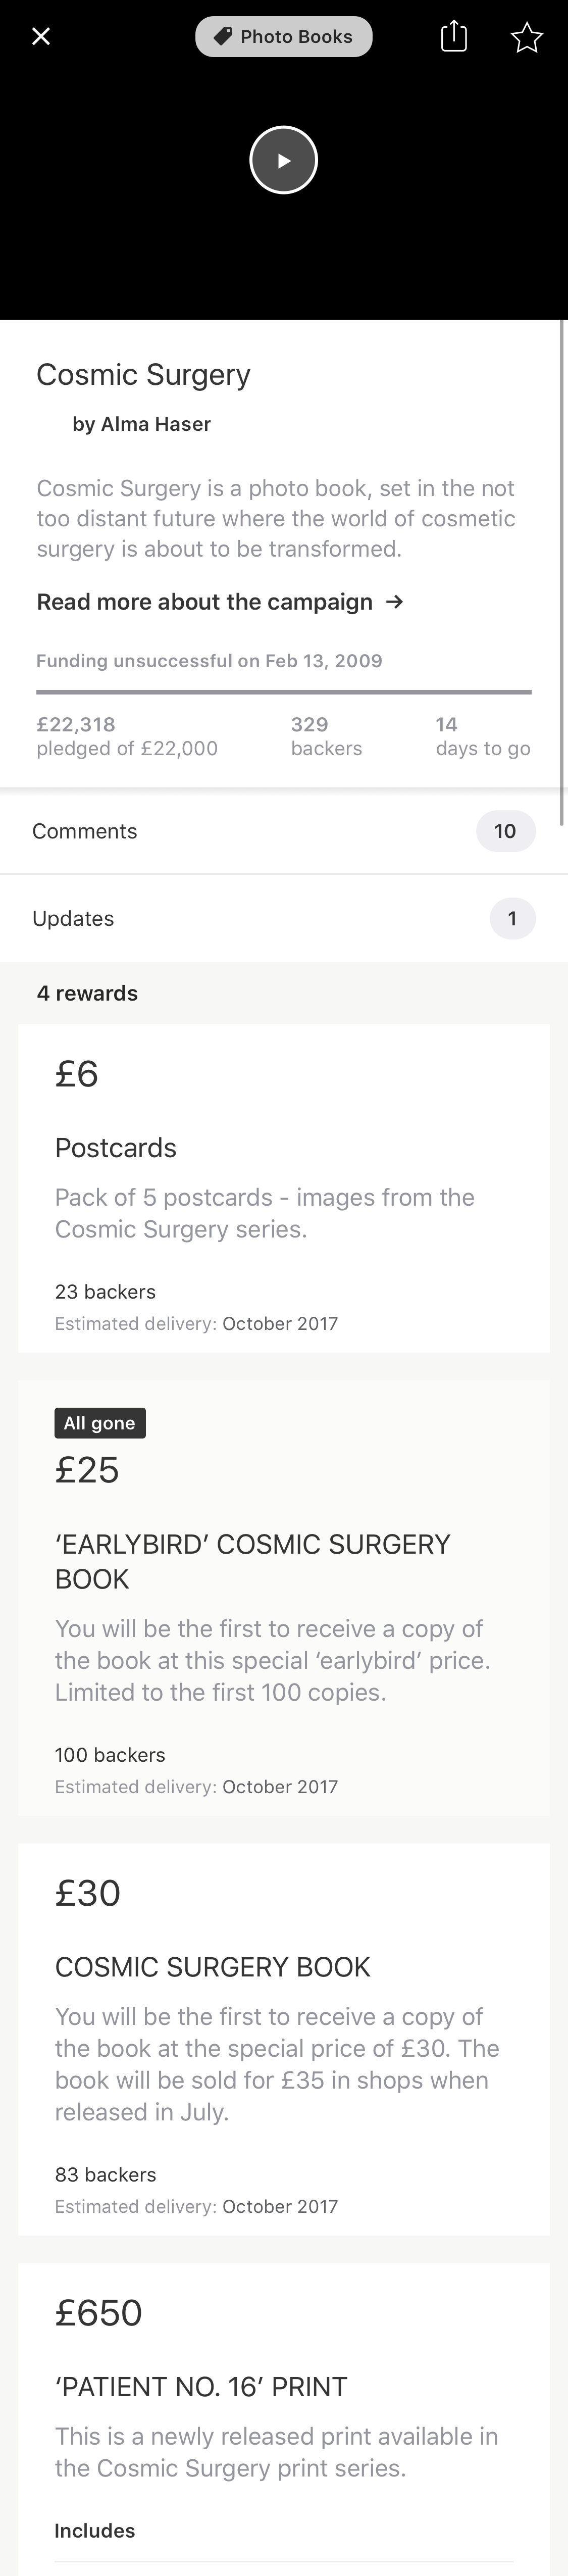 Photo Books
Cosmic Surgery
by Alma Haser
Cosmic Surgery is a photo book, set in the not
too distant future where the world of cosmetic
surgery is about to be transformed.
Read more about the campaign →
Funding unsuccessful on Feb 13, 2009
£22,318 329 14
pledged of £22,000 backers days to go
Comments 10
Updates 1
4 rewards
£6
Postcards
Pack of 5 postcards - images from the
Cosmic Surgery series.
23 backers
Estimated delivery: October 2017
All gone
£25
‘EARLYBIRD’ COSMIC SURGERY
BOOK
You will be the first to receive a copy of
the book at this special ‘earlybird’ price.
Limited to the first 100 copies.
100 backers
Estimated delivery: October 2017
£30
COSMIC SURGERY BOOK
You will be the first to receive a copy of
the book at the special price of £30. The
book will be sold for £35 in shops when
released in July.
83 backers
Estimated delivery: October 2017
£650
‘PATIENT NO. 16’ PRINT
This is a newly released print available in
the Cosmic Surgery print series.
Includes